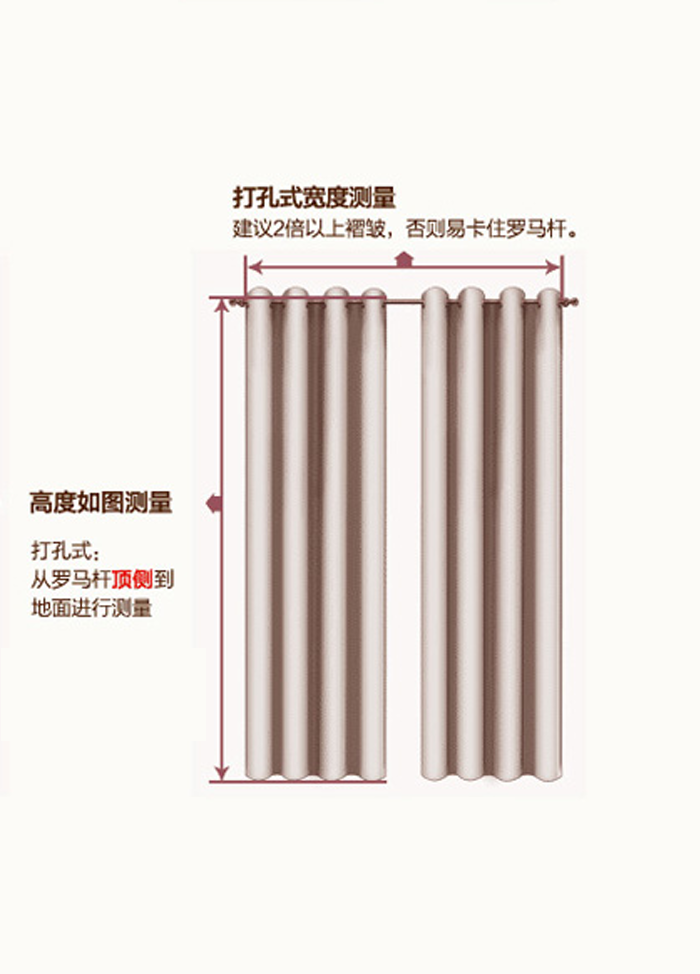 打孔式宽度测量
建议2倍以上褶皱，否则易卡住罗马杆。
高度如图测量
打孔式：
从罗马杆顶侧到
地面进行测量